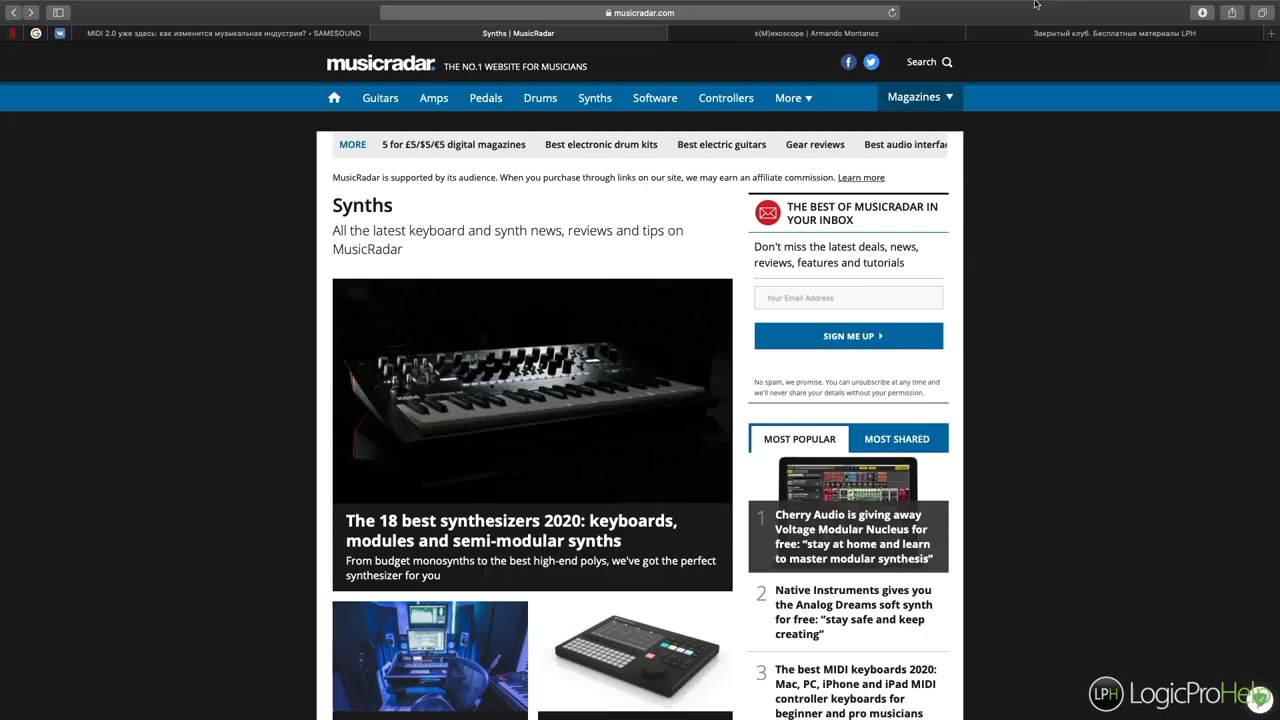 musicradar.com
MIDI 2.0 уже здесь: как изменится музыкальная индустрия? • SAMESOUND
Synths | MusicRadar
s(M)exoscope | Armando Montanez
Закрытый клуб. Бесплатные материалы LPH
musicradar.
THE NO.1 WEBSITE FOR MUSICIANS
Search
Guitars
Amps
Pedals
Drums
Synths
Software
Controllers
More
Magazines
MORE
5 for £5/$5/€5 digital magazines
Best electronic drum kits
Best electric guitars
Gear reviews
Best audio interfac
MusicRadar is supported by its audience. When you purchase through links on our site, we may earn an affiliate commission. Learn more
Synths
All the latest keyboard and synth news, reviews and tips on
MusicRadar
THE BEST OF MUSICRADAR IN
YOUR INBOX
Don't miss the latest deals, news,
reviews, features and tutorials
Your Email Address
SIGN ME UP
No spam, we promise. You can unsubscribe at any time and
we'll never share your details without your permission.
KORG
The 18 best synthesizers 2020: keyboards,
modules and semi-modular synths
From budget monosynths to the best high-end polys, we've got the perfect
synthesizer for you
MOST POPULAR
MOST SHARED
1
Cherry Audio is giving away
Voltage Modular Nucleus for
free: “stay at home and learn
to master modular synthesis”
2
Native Instruments gives you
the Analog Dreams soft synth
for free: “stay safe and keep
creating”
3
The best MIDI keyboards 2020:
Mac, PC, iPhone and iPad MIDI
controller keyboards for
beginner and pro musicians
LPH LogicProHelp